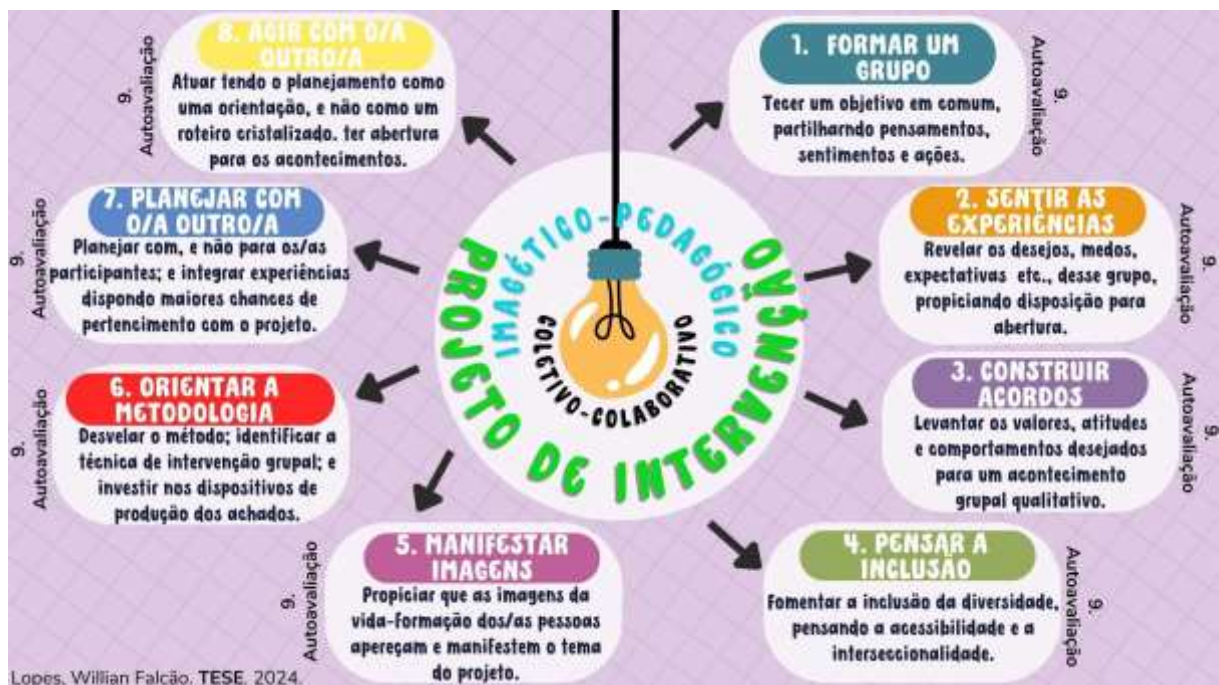 PROJETO DE INTERVENÇÃO
IMAGÉTICO-PEDAGÓGICO
COLETIVO-COLABORATIVO
1. FORMAR UM
GRUPO
Tecer um objetivo em comum,
partilharndo pensamentos,
sentimentos e ações.
9.
Autoavaliação
2. SENTIR AS
EXPERIÊNCIAS
Revelar os desejos, medos,
expectativas etc., desse grupo,
propiciando disposição para
abertura.
9.
Autoavaliação
3. CONSTRUIR
ACORDOS
Levantar os valores, atitudes
e comportamentos desejados
para um acontecimento
grupal qualitativo.
9.
Autoavaliação
4. PENSAR A
INCLUSÃO
Fomentar a inclusão da diversidade,
pensando a acessibilidade e a
interseccionalidade.
9.
Autoavaliação
5. MANIFESTAR
IMAGENS
Propiciar que as imagens da
vida-formação dos/as pessoas
apereçam e manifestem o tema
do projeto.
9.
Autoavaliação
6. ORIENTAR A
METODOLOGIA
Desvelar o método; identificar a
técnica de intervenção grupal; e
investir nos dispositivos de
produção dos achados.
9.
Autoavaliação
7. PLANEJAR COM
O/A OUTRO/A
Planejar com, e não para os/as
participantes; e integrar experiências
dispondo maiores chances de
pertencimento com o projeto.
9.
Autoavaliação
8. AGIR COM O/A
OUTRO/A
Atuar tendo o planejamento como
uma orientação, e não como um
roteiro cristalizado. ter abertura
para os acontecimentos.
9.
Autoavaliação
Lopes, Willian Falcão. TESE, 2024.